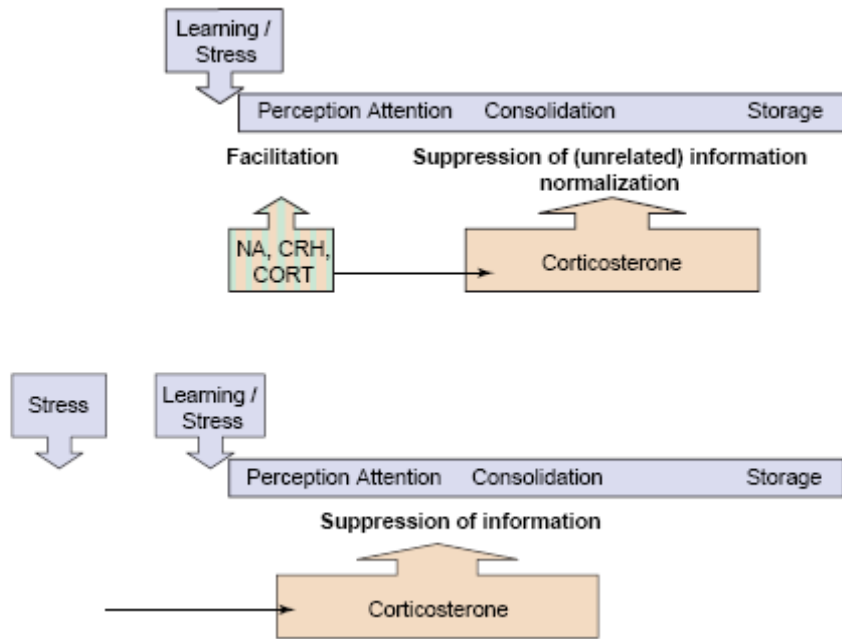 Learning /
Stress
Perception Attention Consolidation Storage
Facilitation
Suppression of (unrelated) information
normalization
NA, CRH,
CORT
Corticosterone
Stress
Learning /
Stress
Perception Attention Consolidation Storage
Suppression of information
Corticosterone